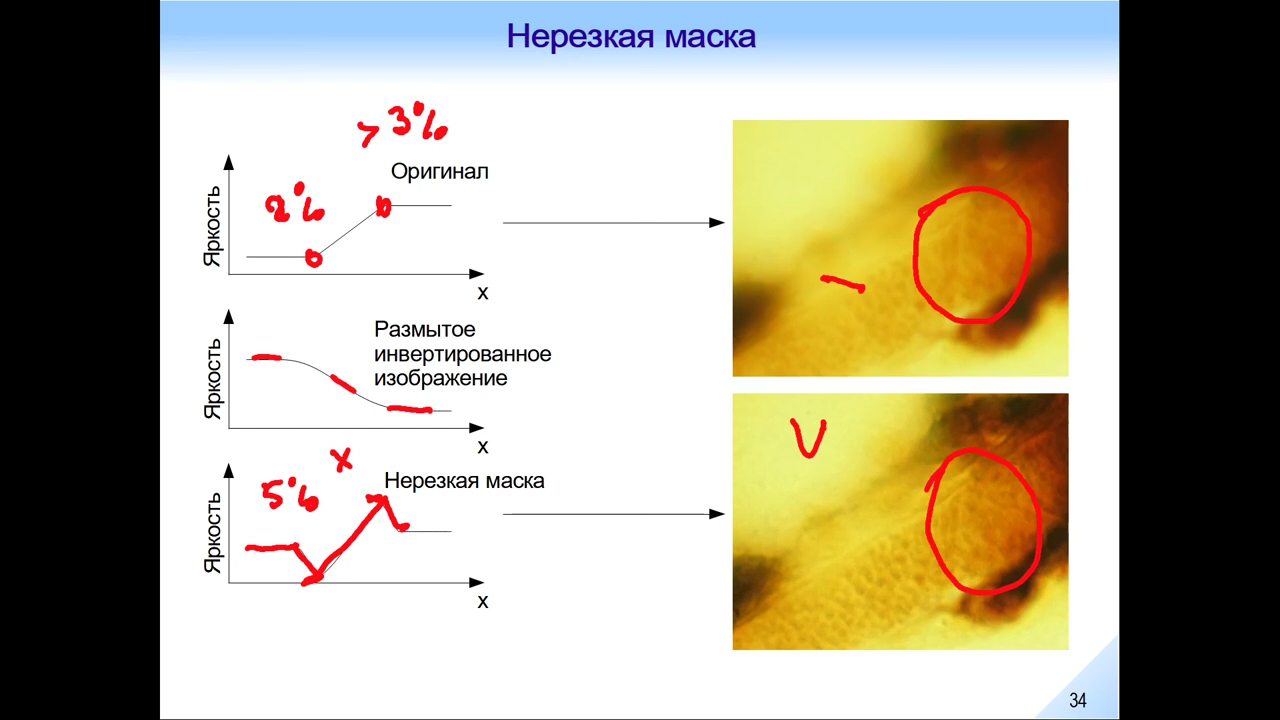 Нерезкая маска
>3%
Оригинал
Яркость
2%
x
Размытое
инвертированное
изображение
Яркость
x
x
Нерезкая маска
Яркость
5%
x
34